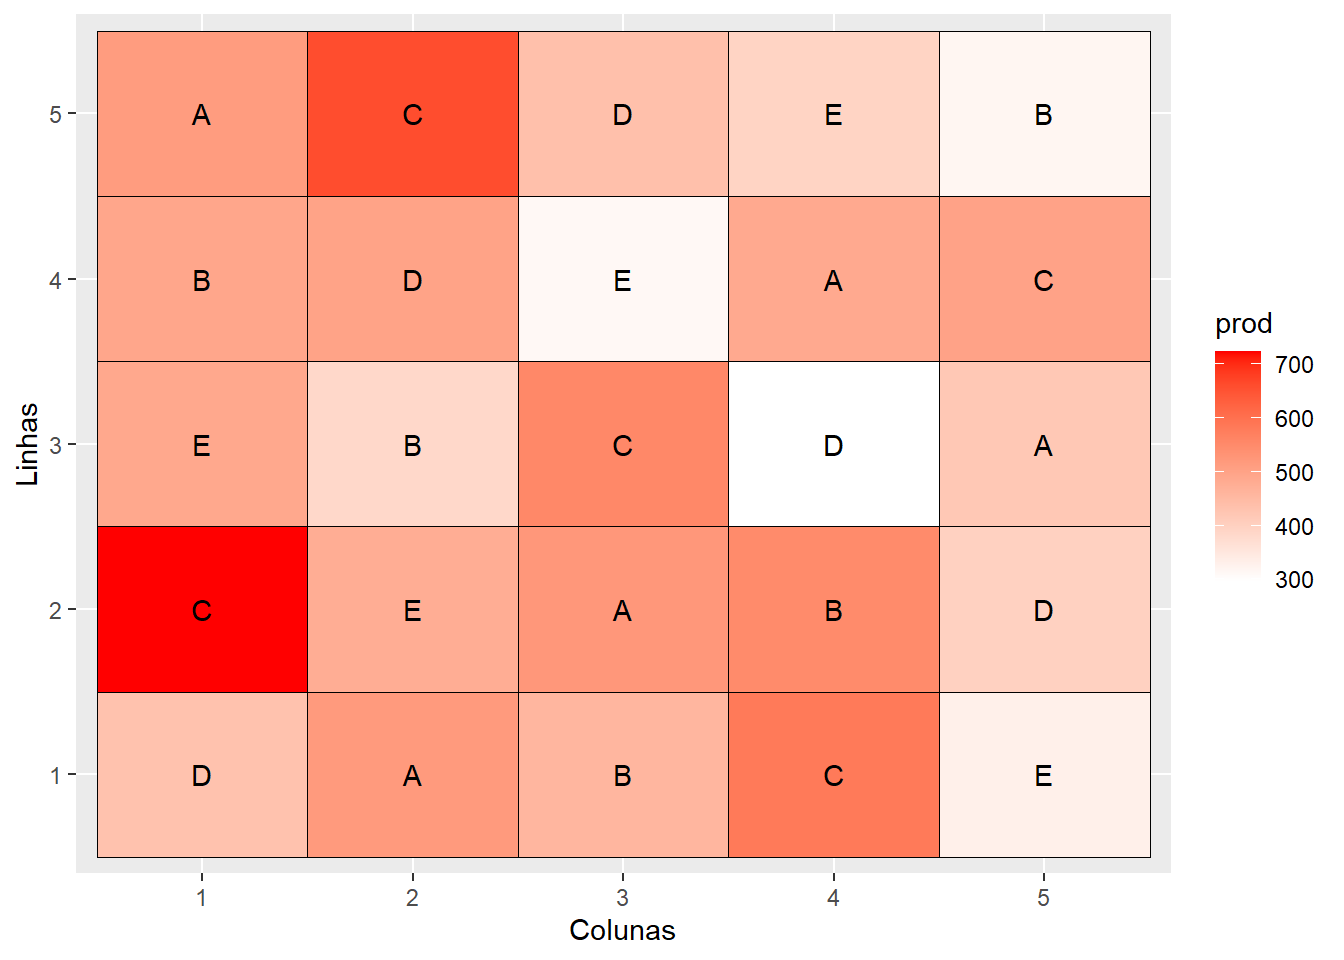 5 A C D E B
4 B D E A C
3 E B C D A
2 C E A B D
1 D A B C E
1 2 3 4 5
Colunas
Linhas
prod
700
600
500
400
300